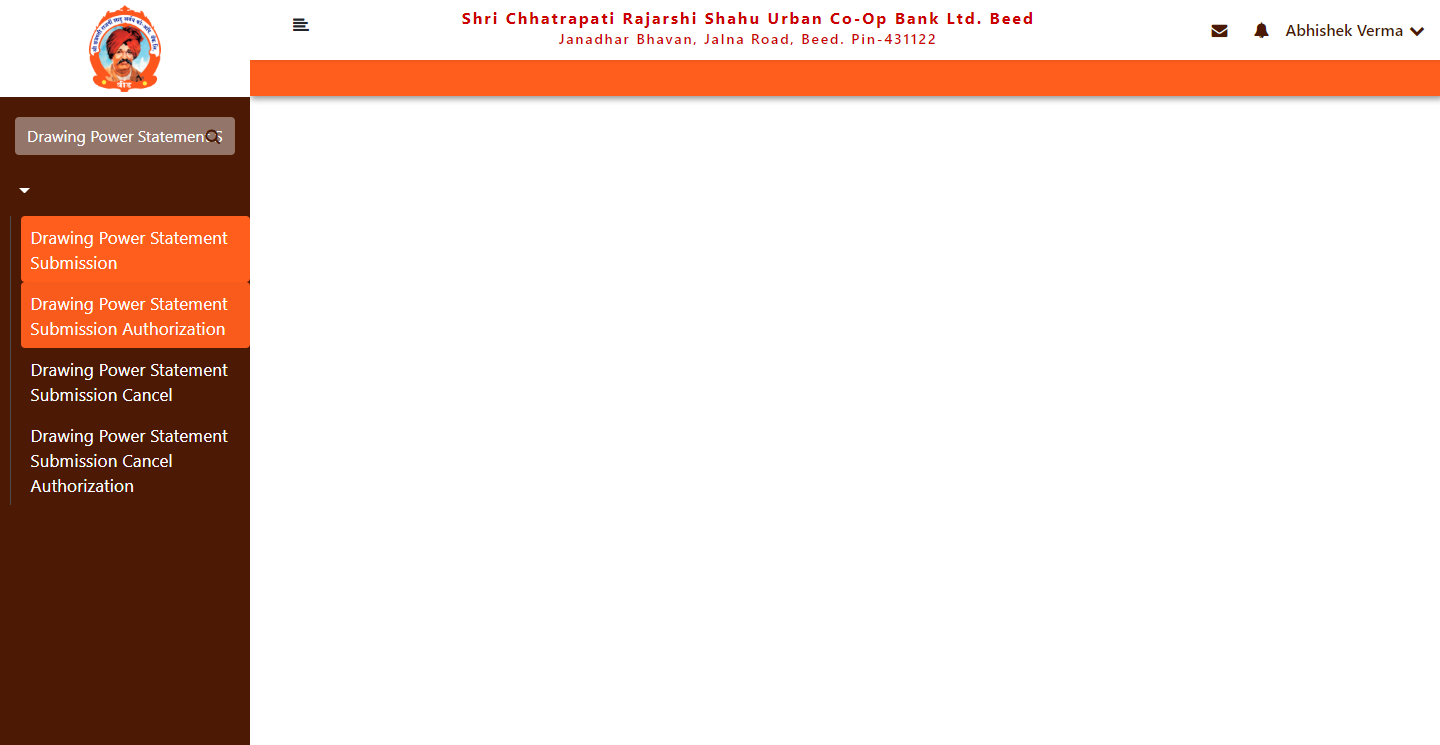 Shri Chhatrapati Rajarshi Shahu Urban Co-Op Bank Ltd. Beed
Janadhar Bhavan, Jalna Road, Beed. Pin-431122
Abhishek Verma
Drawing Power Statement S
Drawing Power Statement
Submission
Drawing Power Statement
Submission Authorization
Drawing Power Statement
Submission Cancel
Drawing Power Statement
Submission Cancel
Authorization